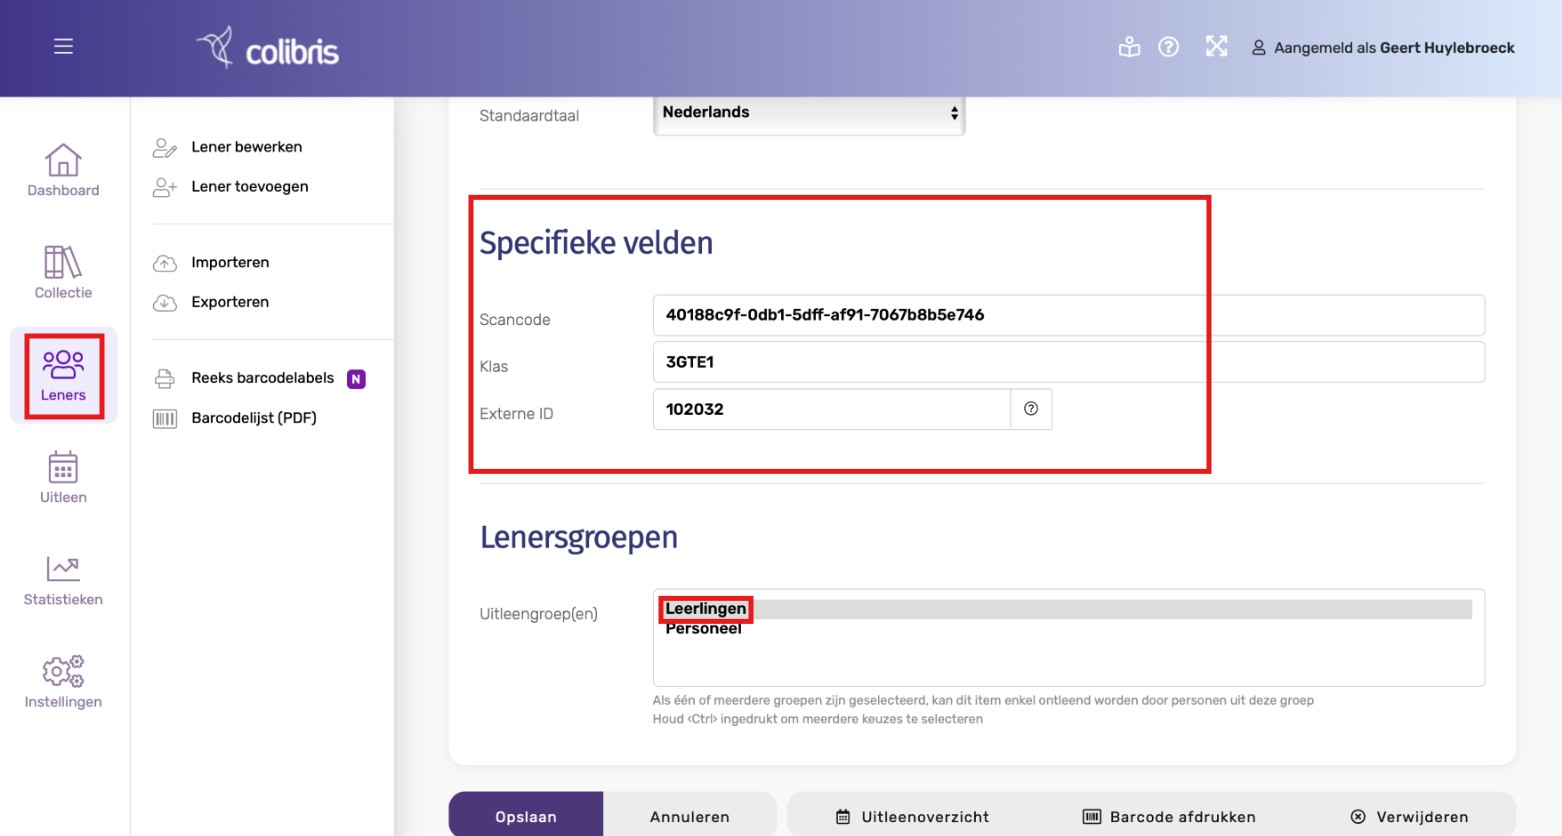 colibris
Aangemeld als Geert Huylebroeck
Dashboard
Collectie
Leners
Uitleen
Statistieken
Instellingen
Lener bewerken
Lener toevoegen
Importeren
Exporteren
Reeks barcodelabels N
Barcodelijst (PDF)
Standaardtaal Nederlands
Specifieke velden
Scancode 40188c9f-0db1-5dff-af91-7067b8b5e746
Klas 3GTE1
Externe ID 102032
Lenersgroepen
Uitleengroep(en) Leerlingen
Personeel
Als één of meerdere groepen zijn geselecteerd, kan dit item enkel ontleend worden door personen uit deze groep
Houd <Ctrl> ingedrukt om meerdere keuzes te selecteren
Opslaan Annuleren Uitleenoverzicht Barcode afdrukken Verwijderen